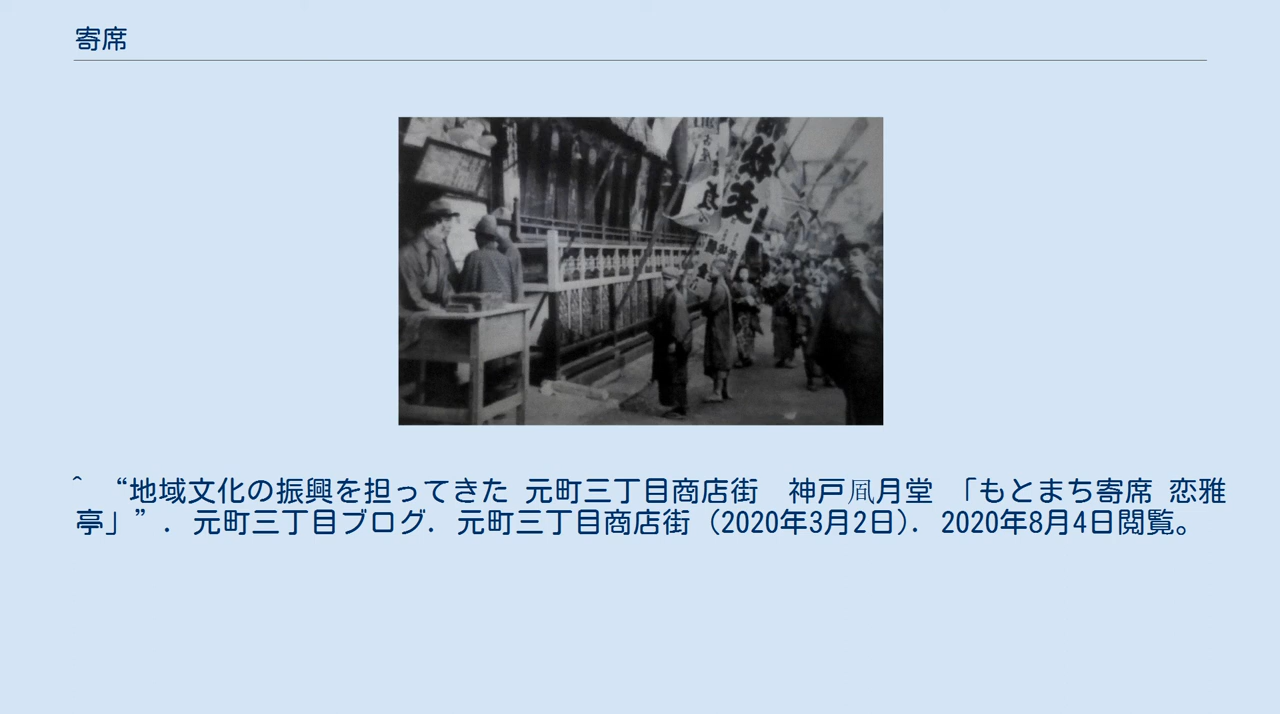 寄席
^ “地域文化の振興を担ってきた 元町三丁目商店街　神戸凮月堂 「もとまち寄席 恋雅
亭」”. 元町三丁目ブログ. 元町三丁目商店街 (2020年3月2日). 2020年8月4日閲覧。